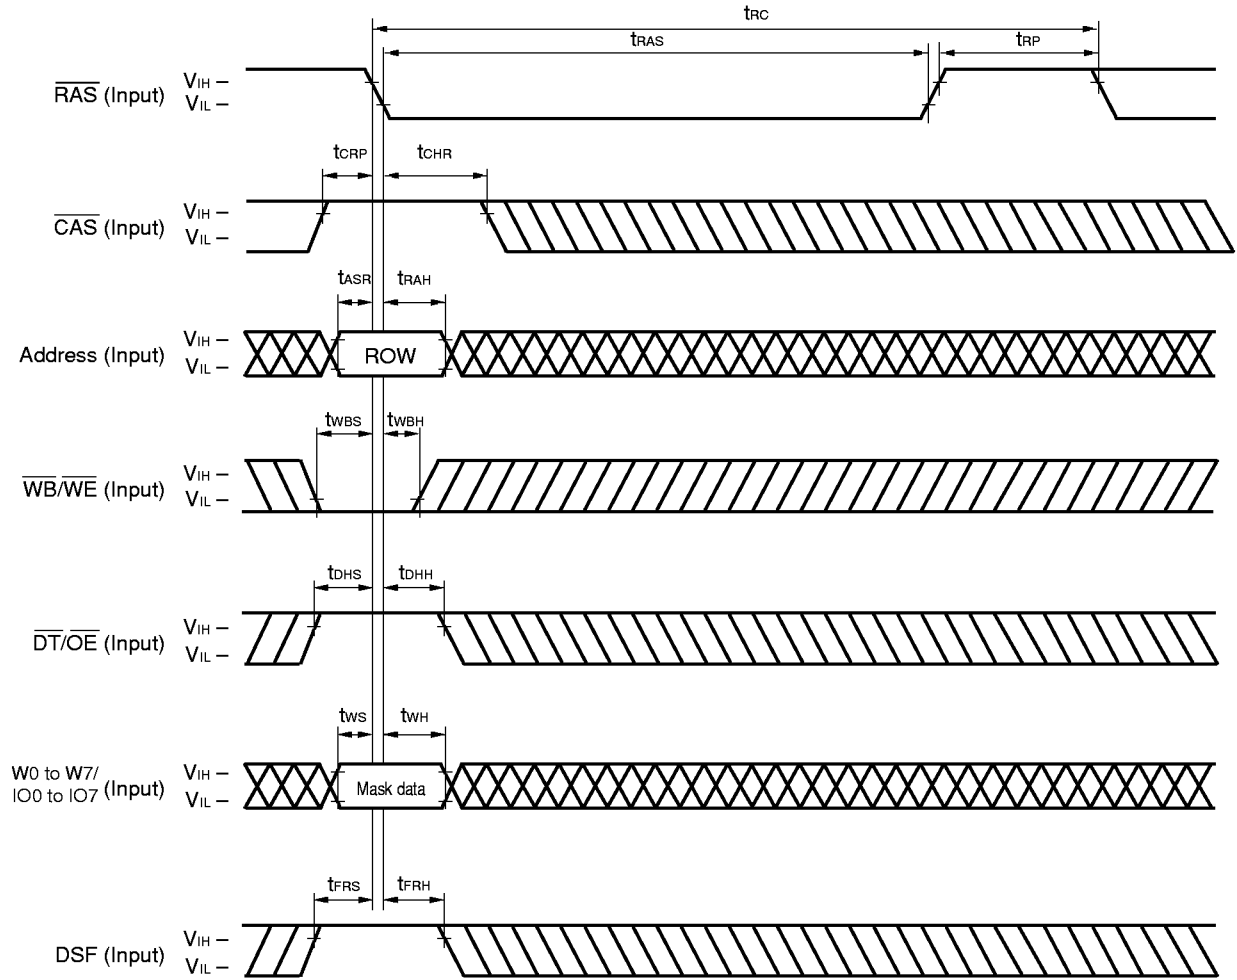 tRC
tRAS
tRP
RAS (Input)
VIH –
VIL –
tCRP
tCHR
CAS (Input)
VIH –
VIL –
tASR
tRAH
Address (Input)
VIH –
VIL –
ROW
tWBS
tWBH
WB/WE (Input)
VIH –
VIL –
tDHS
tDHH
DT/OE (Input)
VIH –
VIL –
tWS
tWH
W0 to W7/
IO0 to IO7 (Input)
VIH –
VIL –
Mask data
tFRS
tFRH
DSF (Input)
VIH –
VIL –